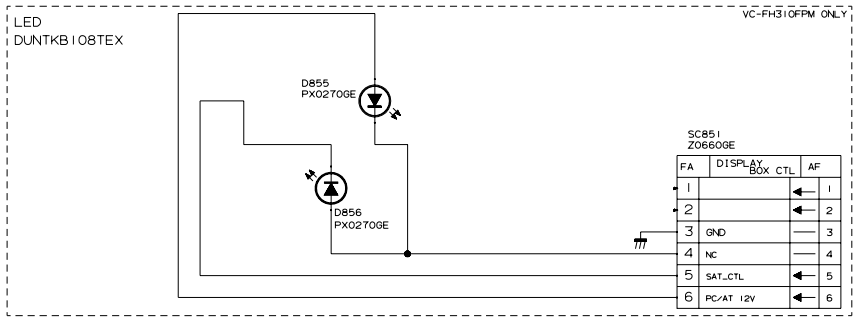 LED
DUNTKB108TEX
VC-FH310FPM ONLY
D855
PX0270GE
D856
PX0270GE
SC851
Z0660GE
FA DISPLAY BOX CTL AF
1 1
2 2
3 GND 3
4 NC 4
5 SAT_CTL 5
6 PC/AT 12V 6